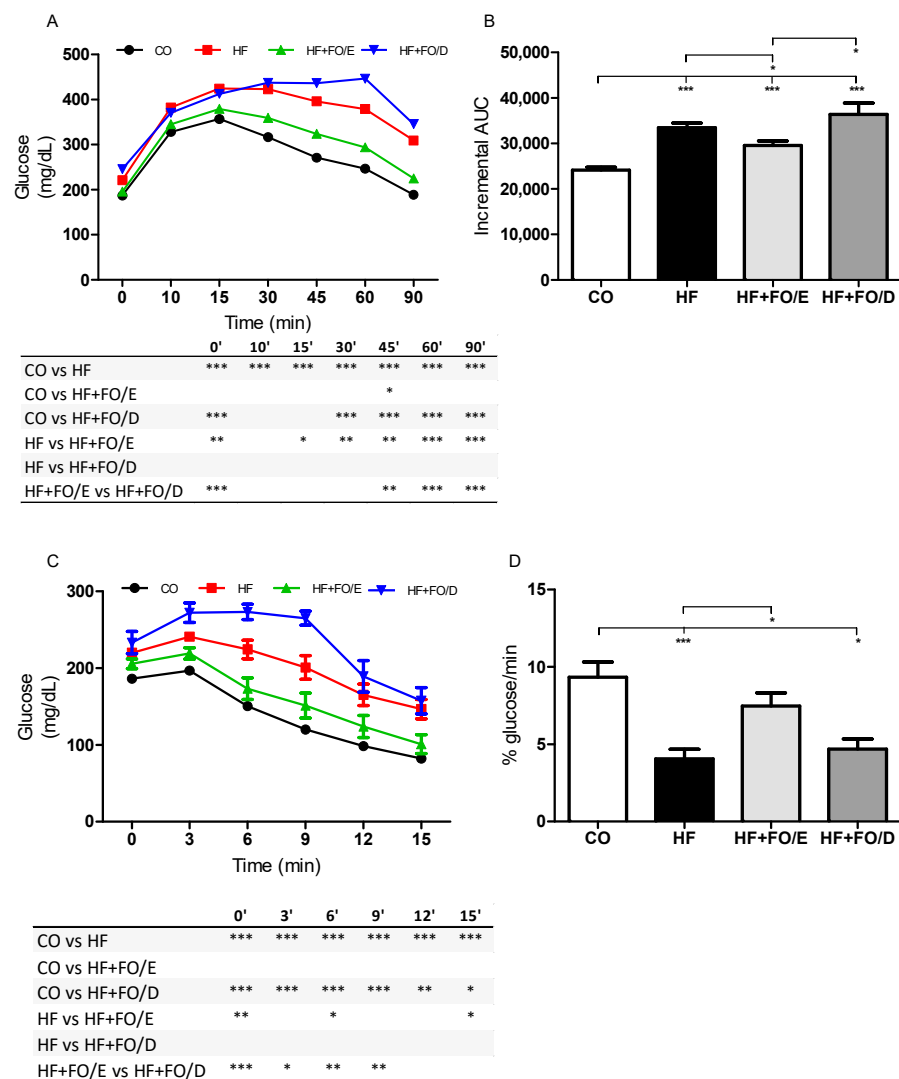 A
CO HF HF+FO/E HF+FO/D
500
400
300
200
100
0
Glucose
(mg/dL)
0 10 15 30 45 60 90
Time (min)
B
50,000
40,000
30,000
20,000
10,000
0
Incremental AUC
*
*
*** *** ***
CO HF HF+FO/E HF+FO/D
0' 10' 15' 30' 45' 60' 90'
CO vs HF *** *** *** *** *** *** ***
CO vs HF+FO/E *
CO vs HF+FO/D *** *** *** *** ***
HF vs HF+FO/E ** * ** ** *** ***
HF vs HF+FO/D
HF+FO/E vs HF+FO/D *** ** *** ***
C
CO HF HF+FO/E HF+FO/D
300
200
100
0
Glucose
(mg/dL)
0 3 6 9 12 15
Time (min)
D
15
10
5
0
% glucose/min
*
*** *
CO HF HF+FO/E HF+FO/D
0' 3' 6' 9' 12' 15'
CO vs HF *** *** *** *** *** ***
CO vs HF+FO/E
CO vs HF+FO/D *** *** *** *** ** *
HF vs HF+FO/E ** * *
HF vs HF+FO/D
HF+FO/E vs HF+FO/D *** * ** **